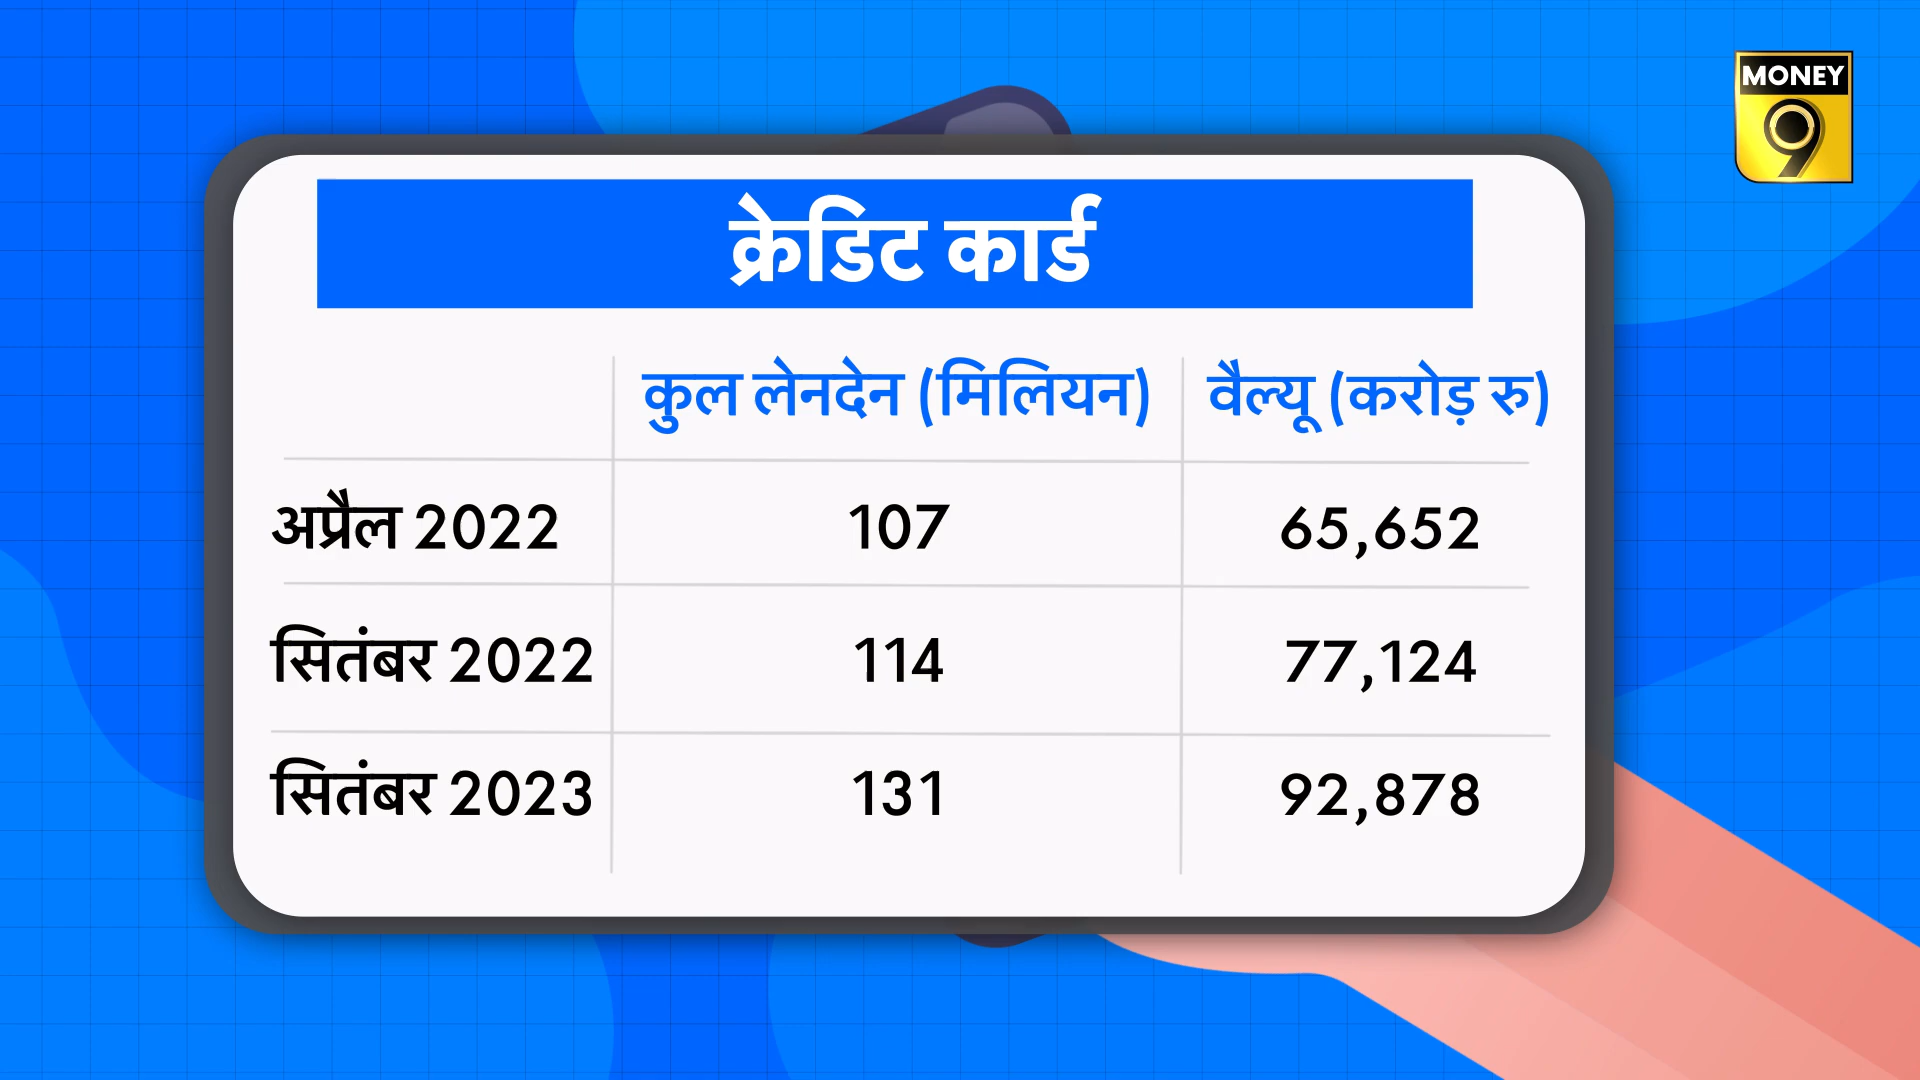 MONEY
9
क्रेडिट कार्ड
कुल लेनदेन (मिलियन) वैल्यू (करोड़ रु)
अप्रैल 2022 107 65,652
सितंबर 2022 114 77,124
सितंबर 2023 131 92,878